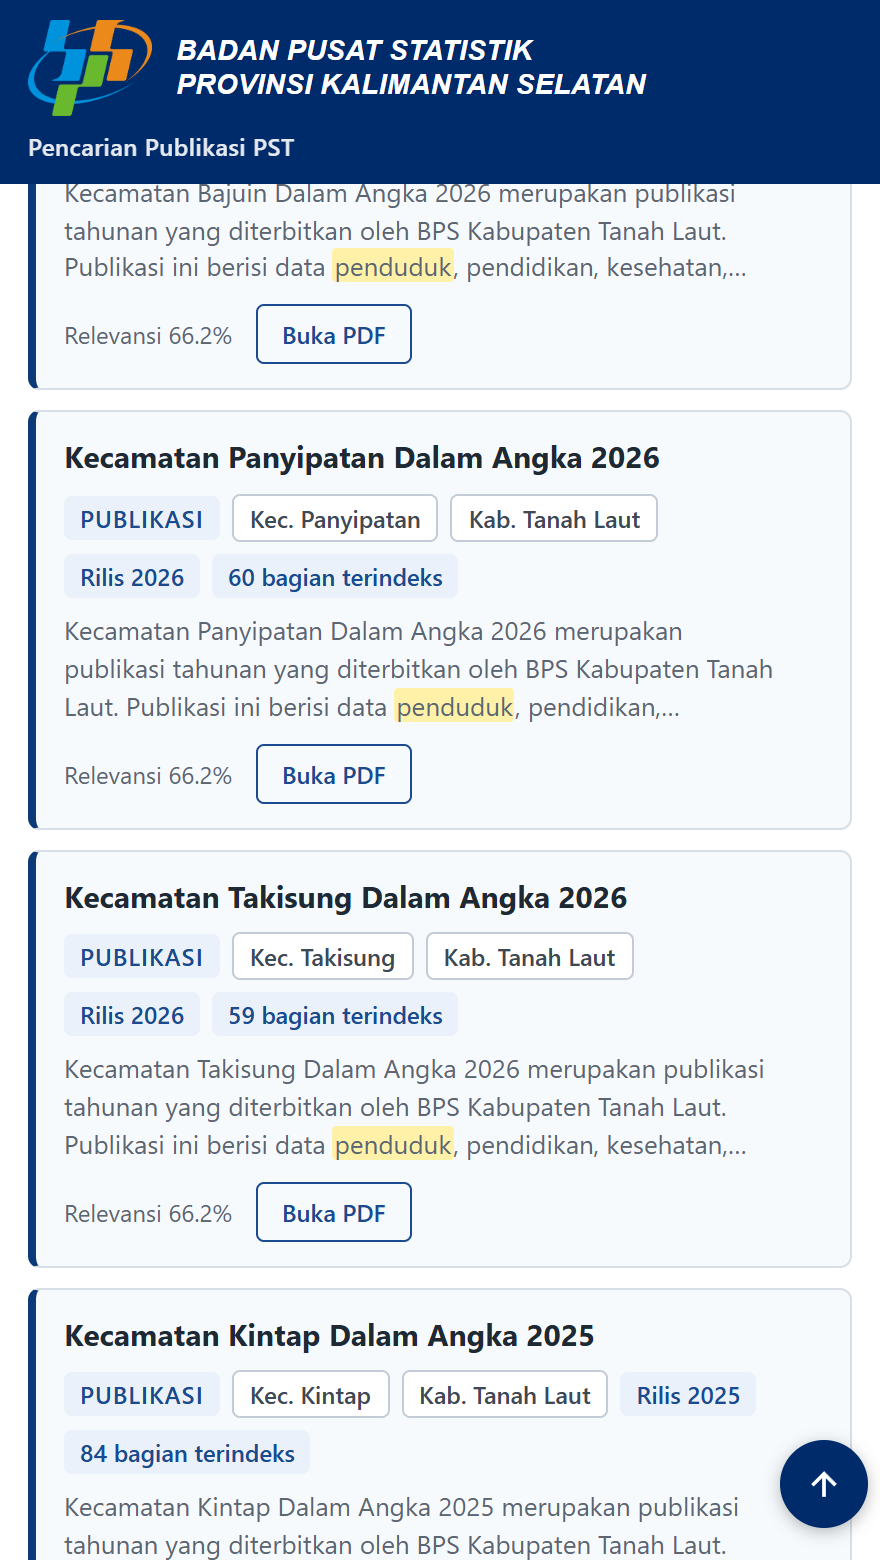 BADAN PUSAT STATISTIK
PROVINSI KALIMANTAN SELATAN
Pencarian Publikasi PST
Kecamatan Bajuin Dalam Angka 2026 merupakan publikasi
tahunan yang diterbitkan oleh BPS Kabupaten Tanah Laut.
Publikasi ini berisi data penduduk, pendidikan, kesehatan,...
Relevansi 66.2% Buka PDF
Kecamatan Panyipatan Dalam Angka 2026
PUBLIKASI Kec. Panyipatan Kab. Tanah Laut
Rilis 2026 60 bagian terindeks
Kecamatan Panyipatan Dalam Angka 2026 merupakan
publikasi tahunan yang diterbitkan oleh BPS Kabupaten Tanah
Laut. Publikasi ini berisi data penduduk, pendidikan,...
Relevansi 66.2% Buka PDF
Kecamatan Takisung Dalam Angka 2026
PUBLIKASI Kec. Takisung Kab. Tanah Laut
Rilis 2026 59 bagian terindeks
Kecamatan Takisung Dalam Angka 2026 merupakan publikasi
tahunan yang diterbitkan oleh BPS Kabupaten Tanah Laut.
Publikasi ini berisi data penduduk, pendidikan, kesehatan,...
Relevansi 66.2% Buka PDF
Kecamatan Kintap Dalam Angka 2025
PUBLIKASI Kec. Kintap Kab. Tanah Laut Rilis 2025
84 bagian terindeks
Kecamatan Kintap Dalam Angka 2025 merupakan publikasi
tahunan yang diterbitkan oleh BPS Kabupaten Tanah Laut.